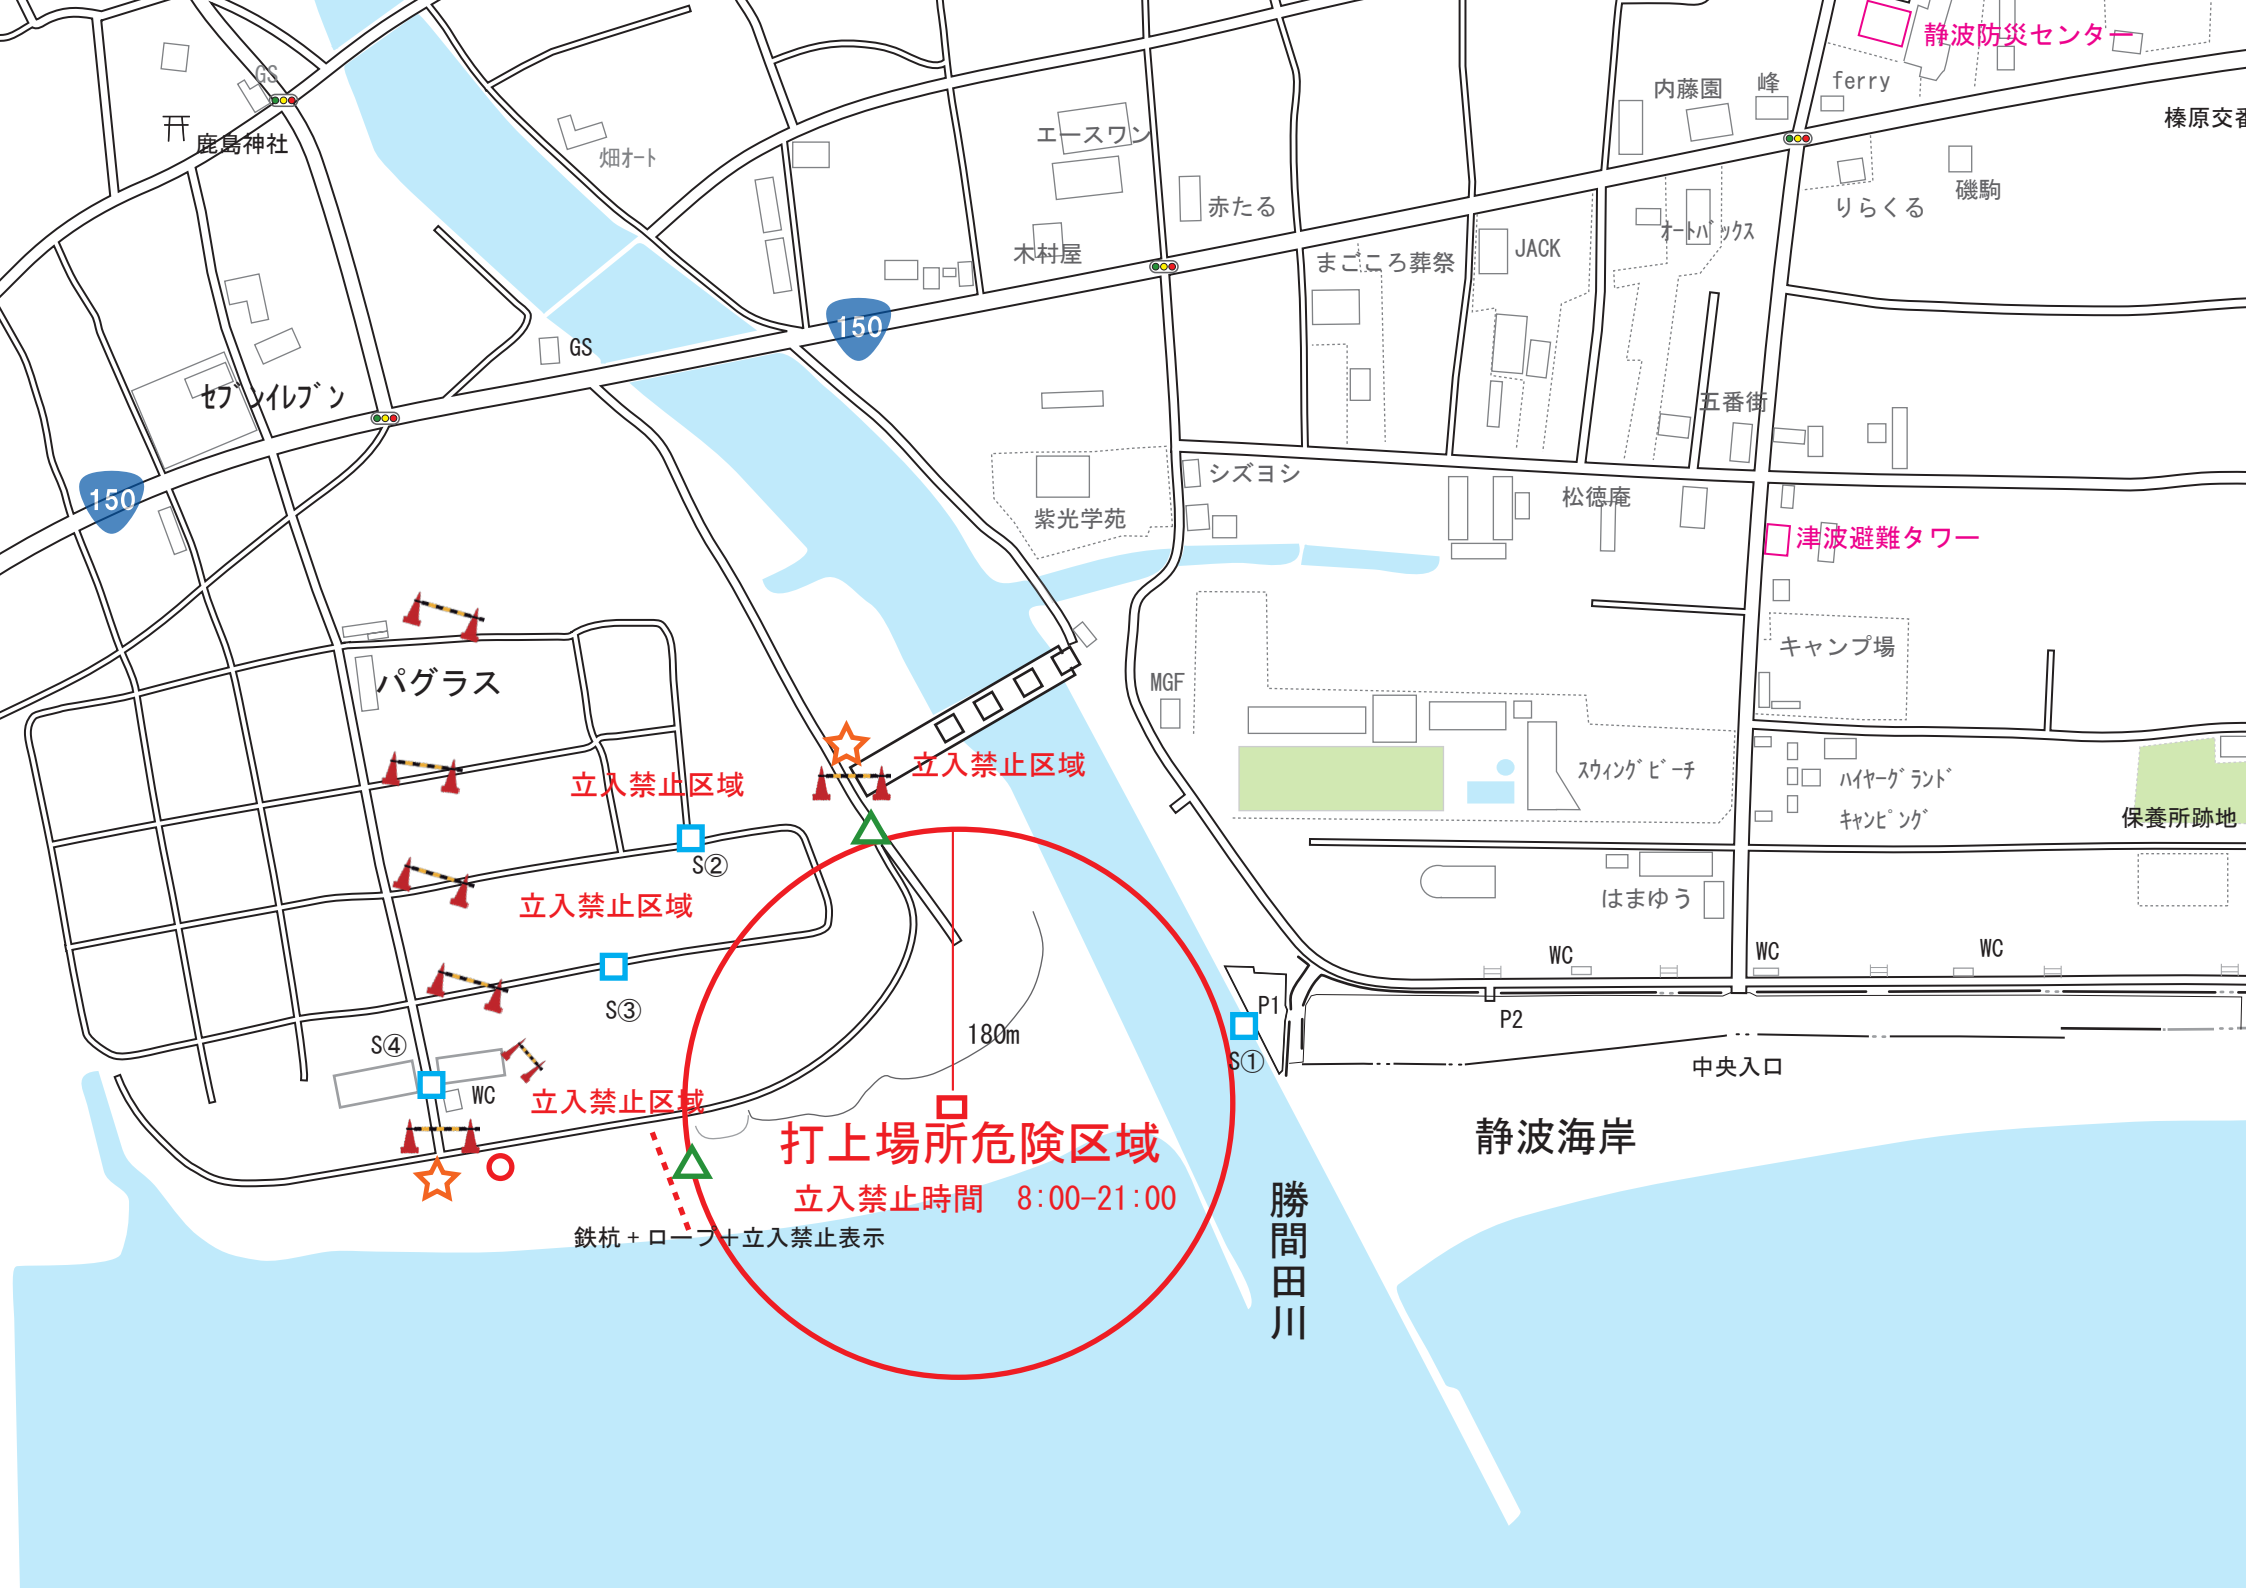 静波防災センター
GS
内藤園
峰
ferry
榛原交番
鹿島神社
エースワン
畑ｵｰﾄ
赤たる
磯駒
りらくる
木村屋
まごころ葬祭
JACK
ｵｰﾄﾊﾞックス
150
GS
ｾﾌﾞﾝｲﾚﾌﾞﾝ
五番街
シズヨシ
松徳庵
150
紫光学苑
津波避難タワー
キャンプ場
パグラス
MGF
立入禁止区域
立入禁止区域
ｽｳｨﾝｸﾞﾋﾞｰﾁ
ﾊｲﾔｰｸﾞﾗﾝﾄﾞ
ｷｬﾝﾋﾟﾝｸﾞ
保養所跡地
S②
立入禁止区域
はまゆう
WC
WC
WC
S③
P1
P2
180m
S④
S①
中央入口
WC
立入禁止区域
打上場所危険区域
静波海岸
立入禁止時間　8:00-21:00
勝間田川
鉄杭+ロープ+立入禁止表示